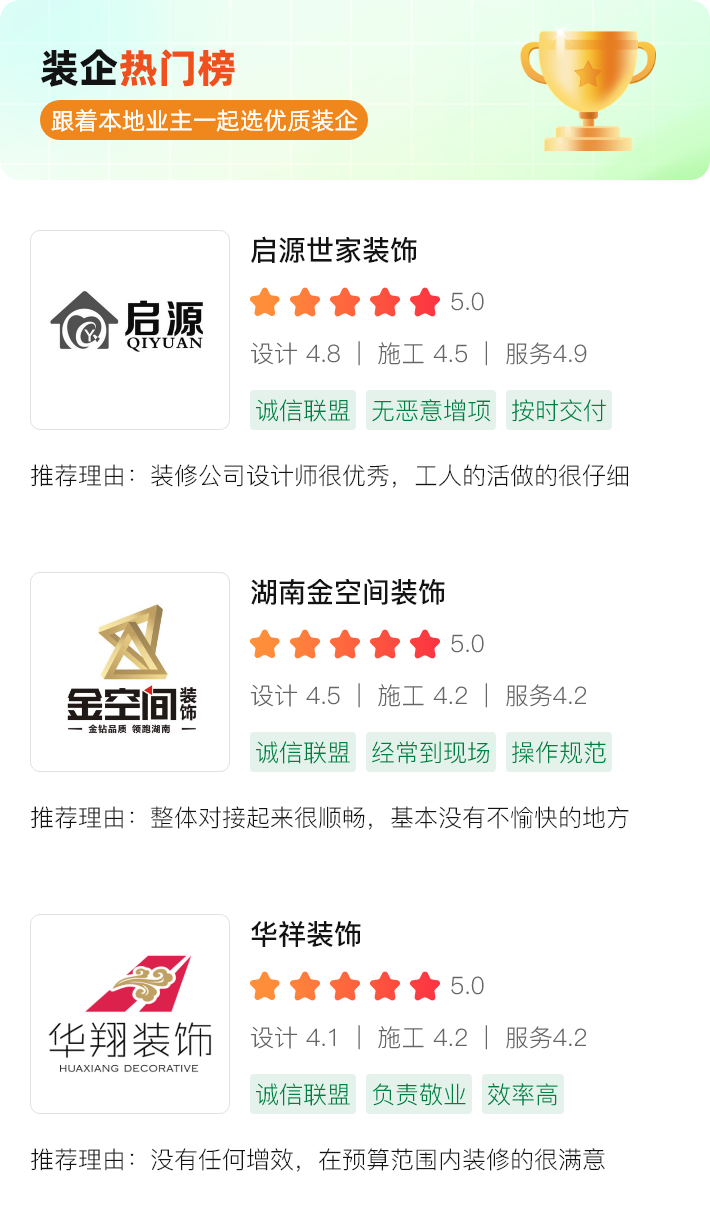 装企热门榜
跟着本地业主一起选优质装企
启源世家装饰
启源
QIYUAN
5.0
设计 4.8 | 施工 4.5 | 服务4.9
诚信联盟 无恶意增项 按时交付
推荐理由：装修公司设计师很优秀，工人的活做的很仔细
湖南金空间装饰
金空间装饰
金钻品质 领跑湖南
5.0
设计 4.5 | 施工 4.2 | 服务4.2
诚信联盟 经常到现场 操作规范
推荐理由：整体对接起来很顺畅，基本没有不愉快的地方
华祥装饰
华翔装饰
HUAXIANG DECORATIVE
5.0
设计 4.1 | 施工 4.2 | 服务4.2
诚信联盟 负责敬业 效率高
推荐理由：没有任何增效，在预算范围内装修的很满意